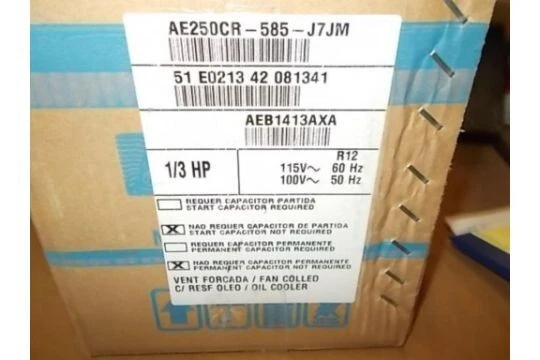 AE250CR-585-J7JM
51 E0213 42 081341
AEB1413AXA
1/3 HP
R12
115V~ 60 Hz
100V~ 50 Hz
REQUER CAPACITOR PARTIDA
START CAPACITOR REQUIRED
X NAO REQUER CAPACITOR DE PARTIDA
START CAPACITOR NOT REQUIRED
REQUER CAPACITOR PERMANENTE
PERMANENT CAPACITOR REQUIRED
X NAO REQUER CAPACITOR PERMANENTE
PERMANENT CAPACITOR NOT REQUIRED
VENT FORCADA / FAN COLLED
C/ RESF OLEO / OIL COOLER